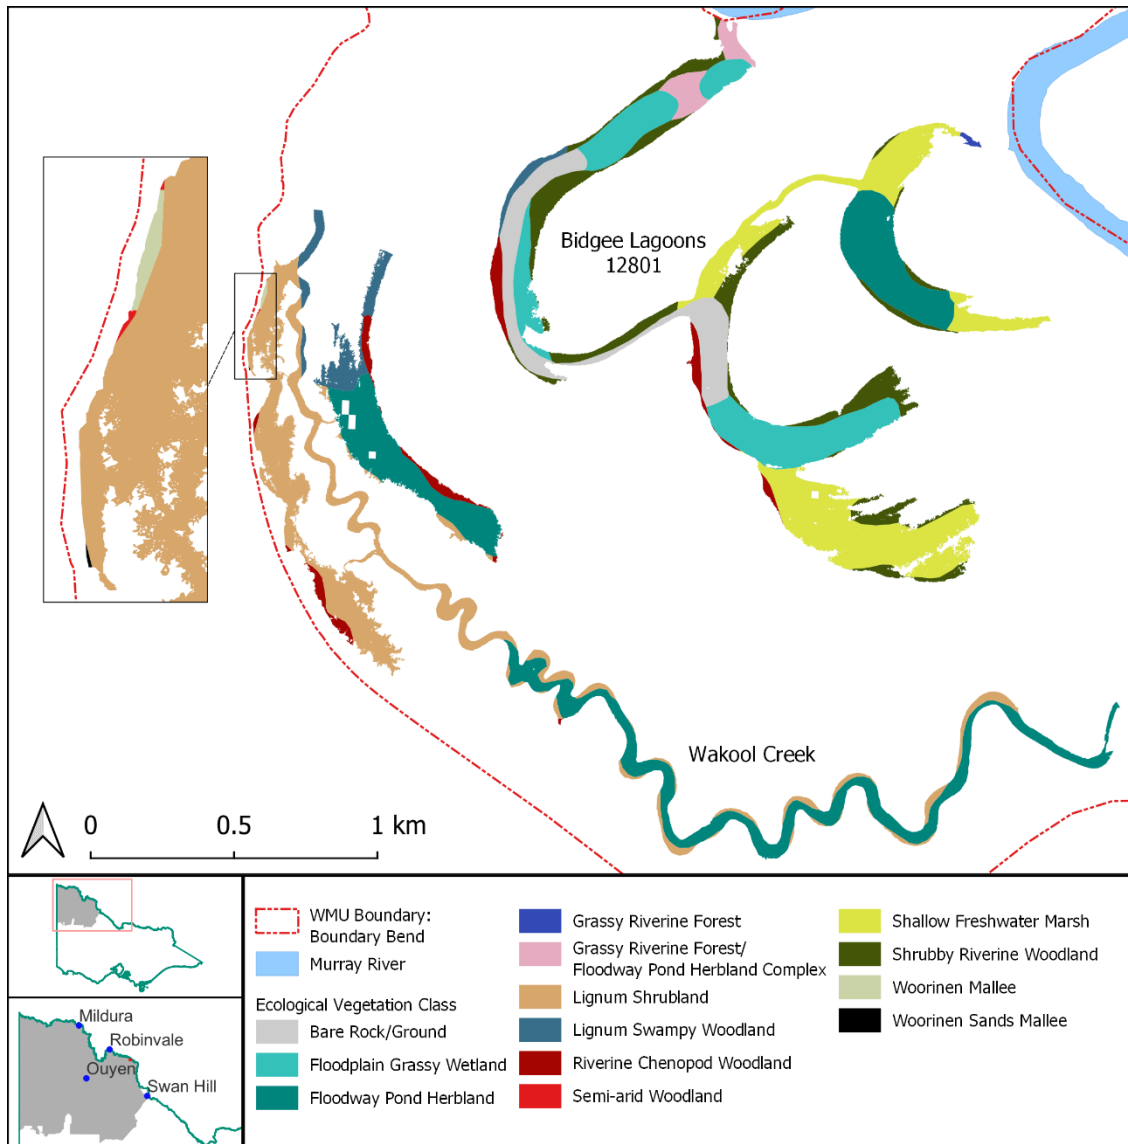 Bidgee Lagoons
12801
Wakool Creek
0 0.5 1 km
WMU Boundary:
Boundary Bend
Murray River
Ecological Vegetation Class
Bare Rock/Ground
Floodplain Grassy Wetland
Floodway Pond Herbland
Grassy Riverine Forest
Grassy Riverine Forest/
Floodway Pond Herbland Complex
Lignum Shrubland
Lignum Swampy Woodland
Riverine Chenopod Woodland
Semi-arid Woodland
Shallow Freshwater Marsh
Shrubby Riverine Woodland
Woorinen Mallee
Woorinen Sands Mallee
Mildura
Robinvale
Ouyen
Swan Hill